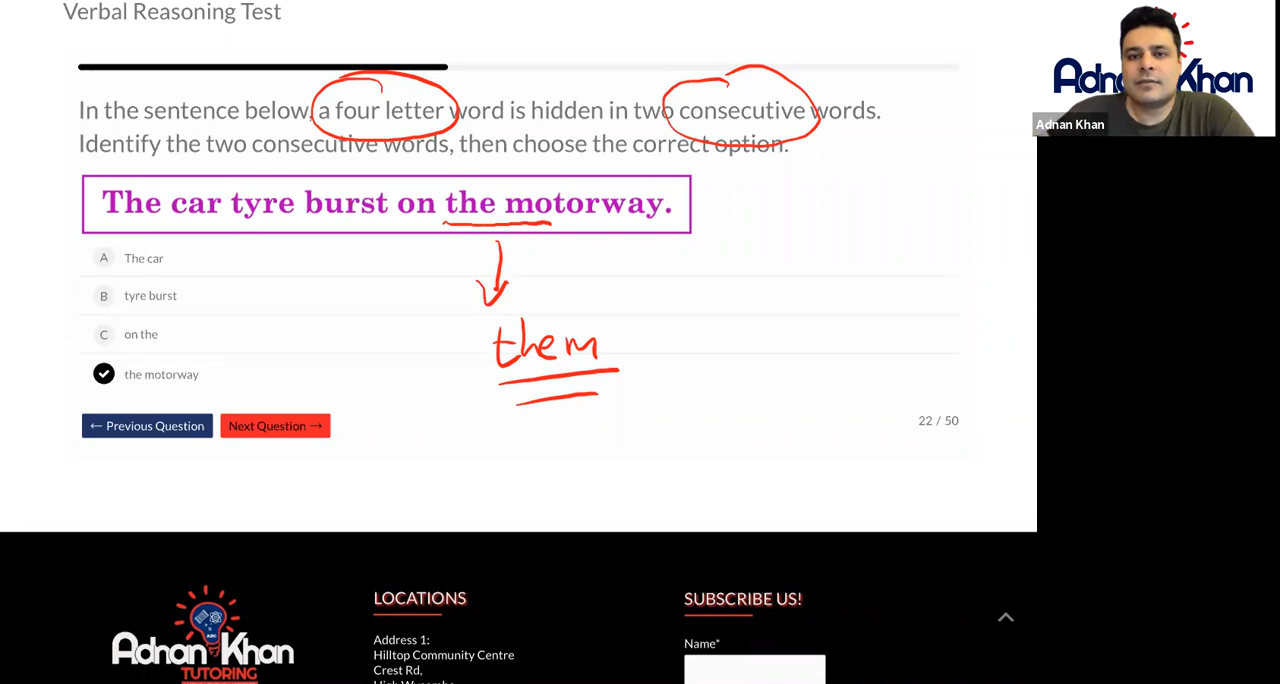 Verbal Reasoning Test
Adnan Khan
Adnan Khan
In the sentence below, a four letter word is hidden in two consecutive words.
Identify the two consecutive words, then choose the correct option.
The car tyre burst on the motorway.
A The car
B tyre burst
C on the
the motorway
them
← Previous Question
Next Question →
22 / 50
ABC
Adnan Khan
TUTORING
LOCATIONS
Address 1:
Hilltop Community Centre
Crest Rd,
SUBSCRIBE US!
Name*